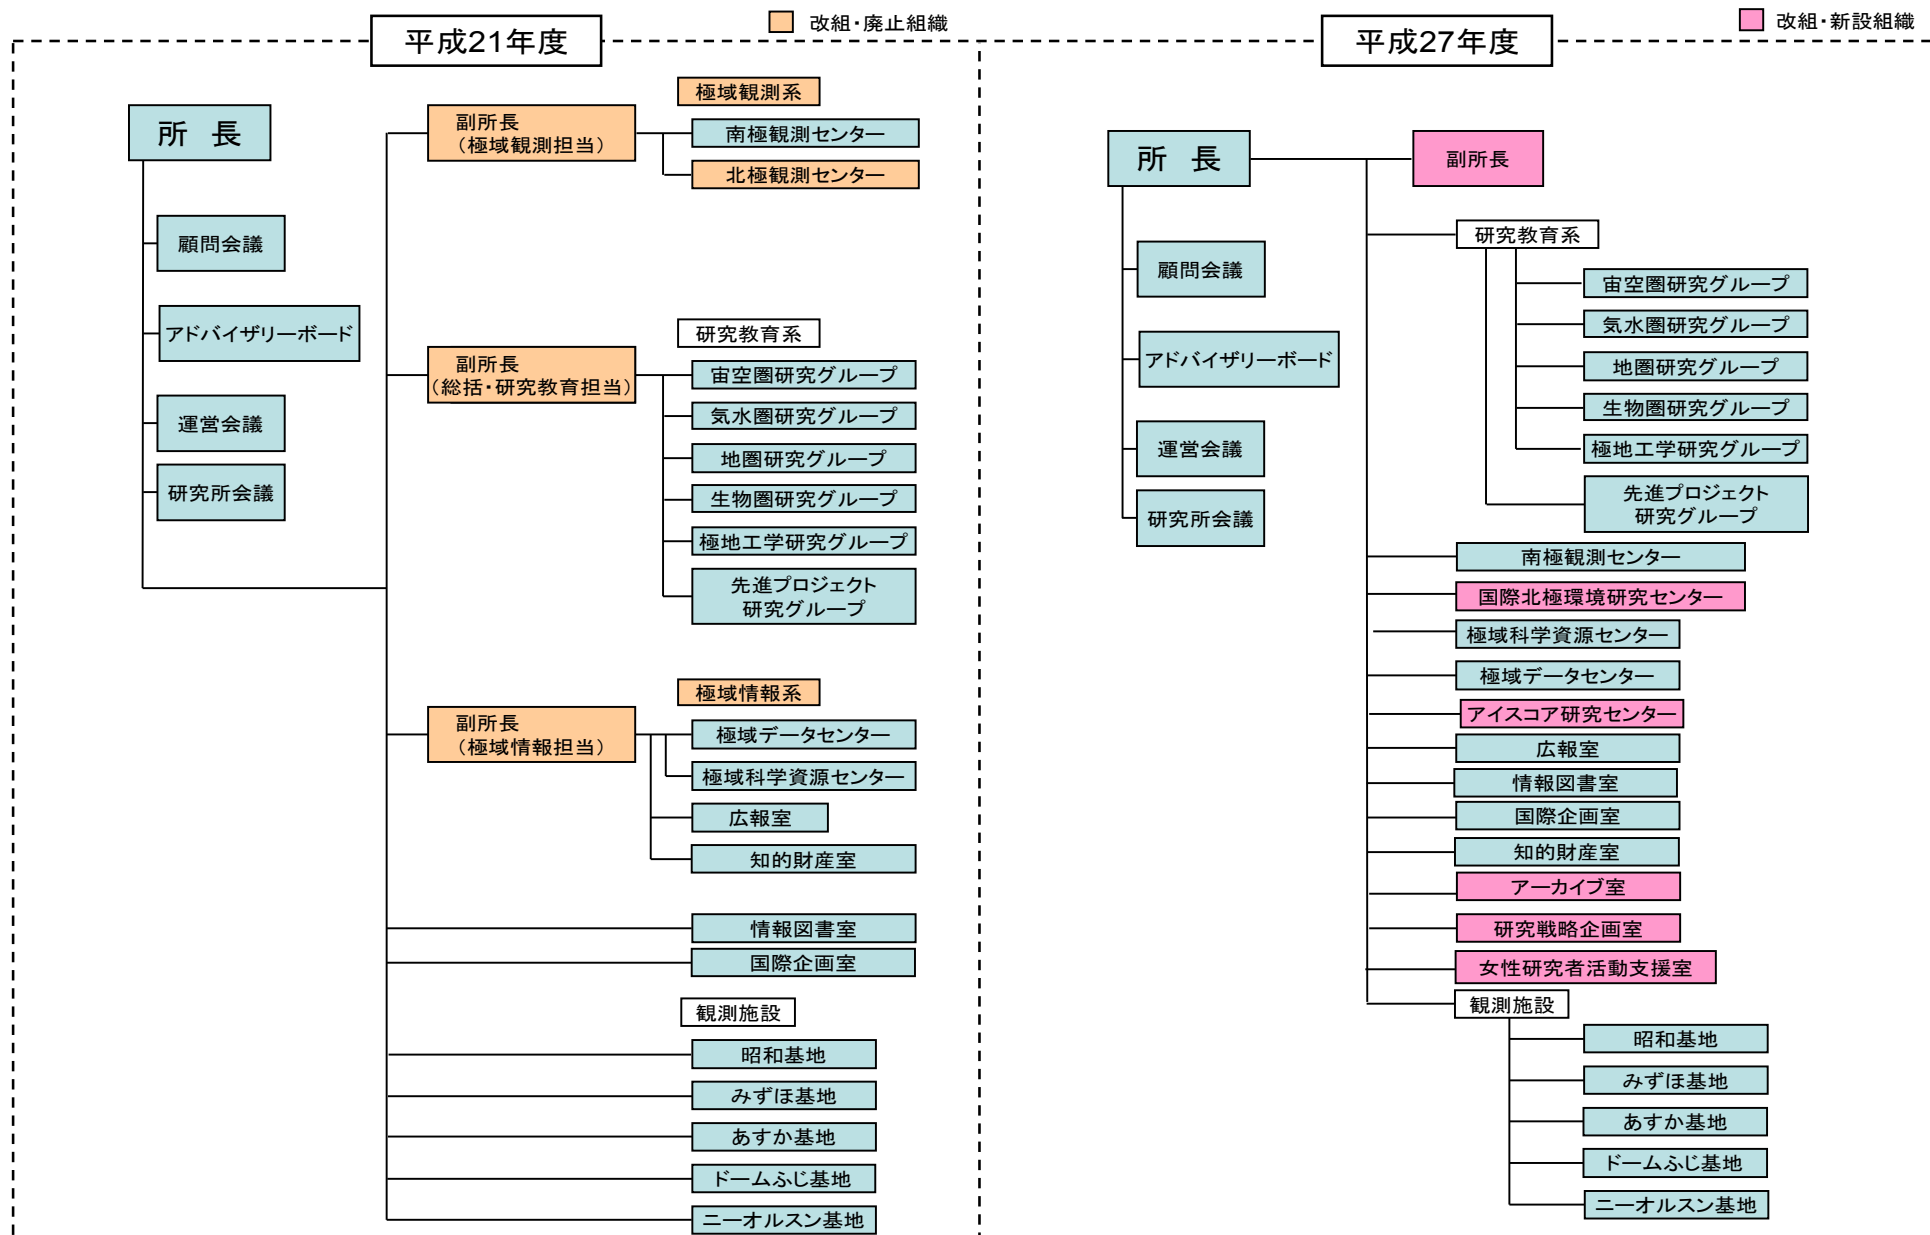 平成21年度
改組・廃止組織
所 長
顧問会議
アドバイザリーボード
運営会議
研究所会議
副所長
（極域観測担当）
極域観測系
南極観測センター
北極観測センター
副所長
（総括・研究教育担当）
研究教育系
宙空圏研究グループ
気水圏研究グループ
地圏研究グループ
生物圏研究グループ
極地工学研究グループ
先進プロジェクト
研究グループ
副所長
（極域情報担当）
極域情報系
極域データセンター
極域科学資源センター
広報室
知的財産室
情報図書室
国際企画室
観測施設
昭和基地
みずほ基地
あすか基地
ドームふじ基地
ニーオルスン基地
平成27年度
改組・新設組織
所 長
顧問会議
アドバイザリーボード
運営会議
研究所会議
副所長
研究教育系
宙空圏研究グループ
気水圏研究グループ
地圏研究グループ
生物圏研究グループ
極地工学研究グループ
先進プロジェクト
研究グループ
南極観測センター
国際北極環境研究センター
極域科学資源センター
極域データセンター
アイスコア研究センター
広報室
情報図書室
国際企画室
知的財産室
アーカイブ室
研究戦略企画室
女性研究者活動支援室
観測施設
昭和基地
みずほ基地
あすか基地
ドームふじ基地
ニーオルスン基地